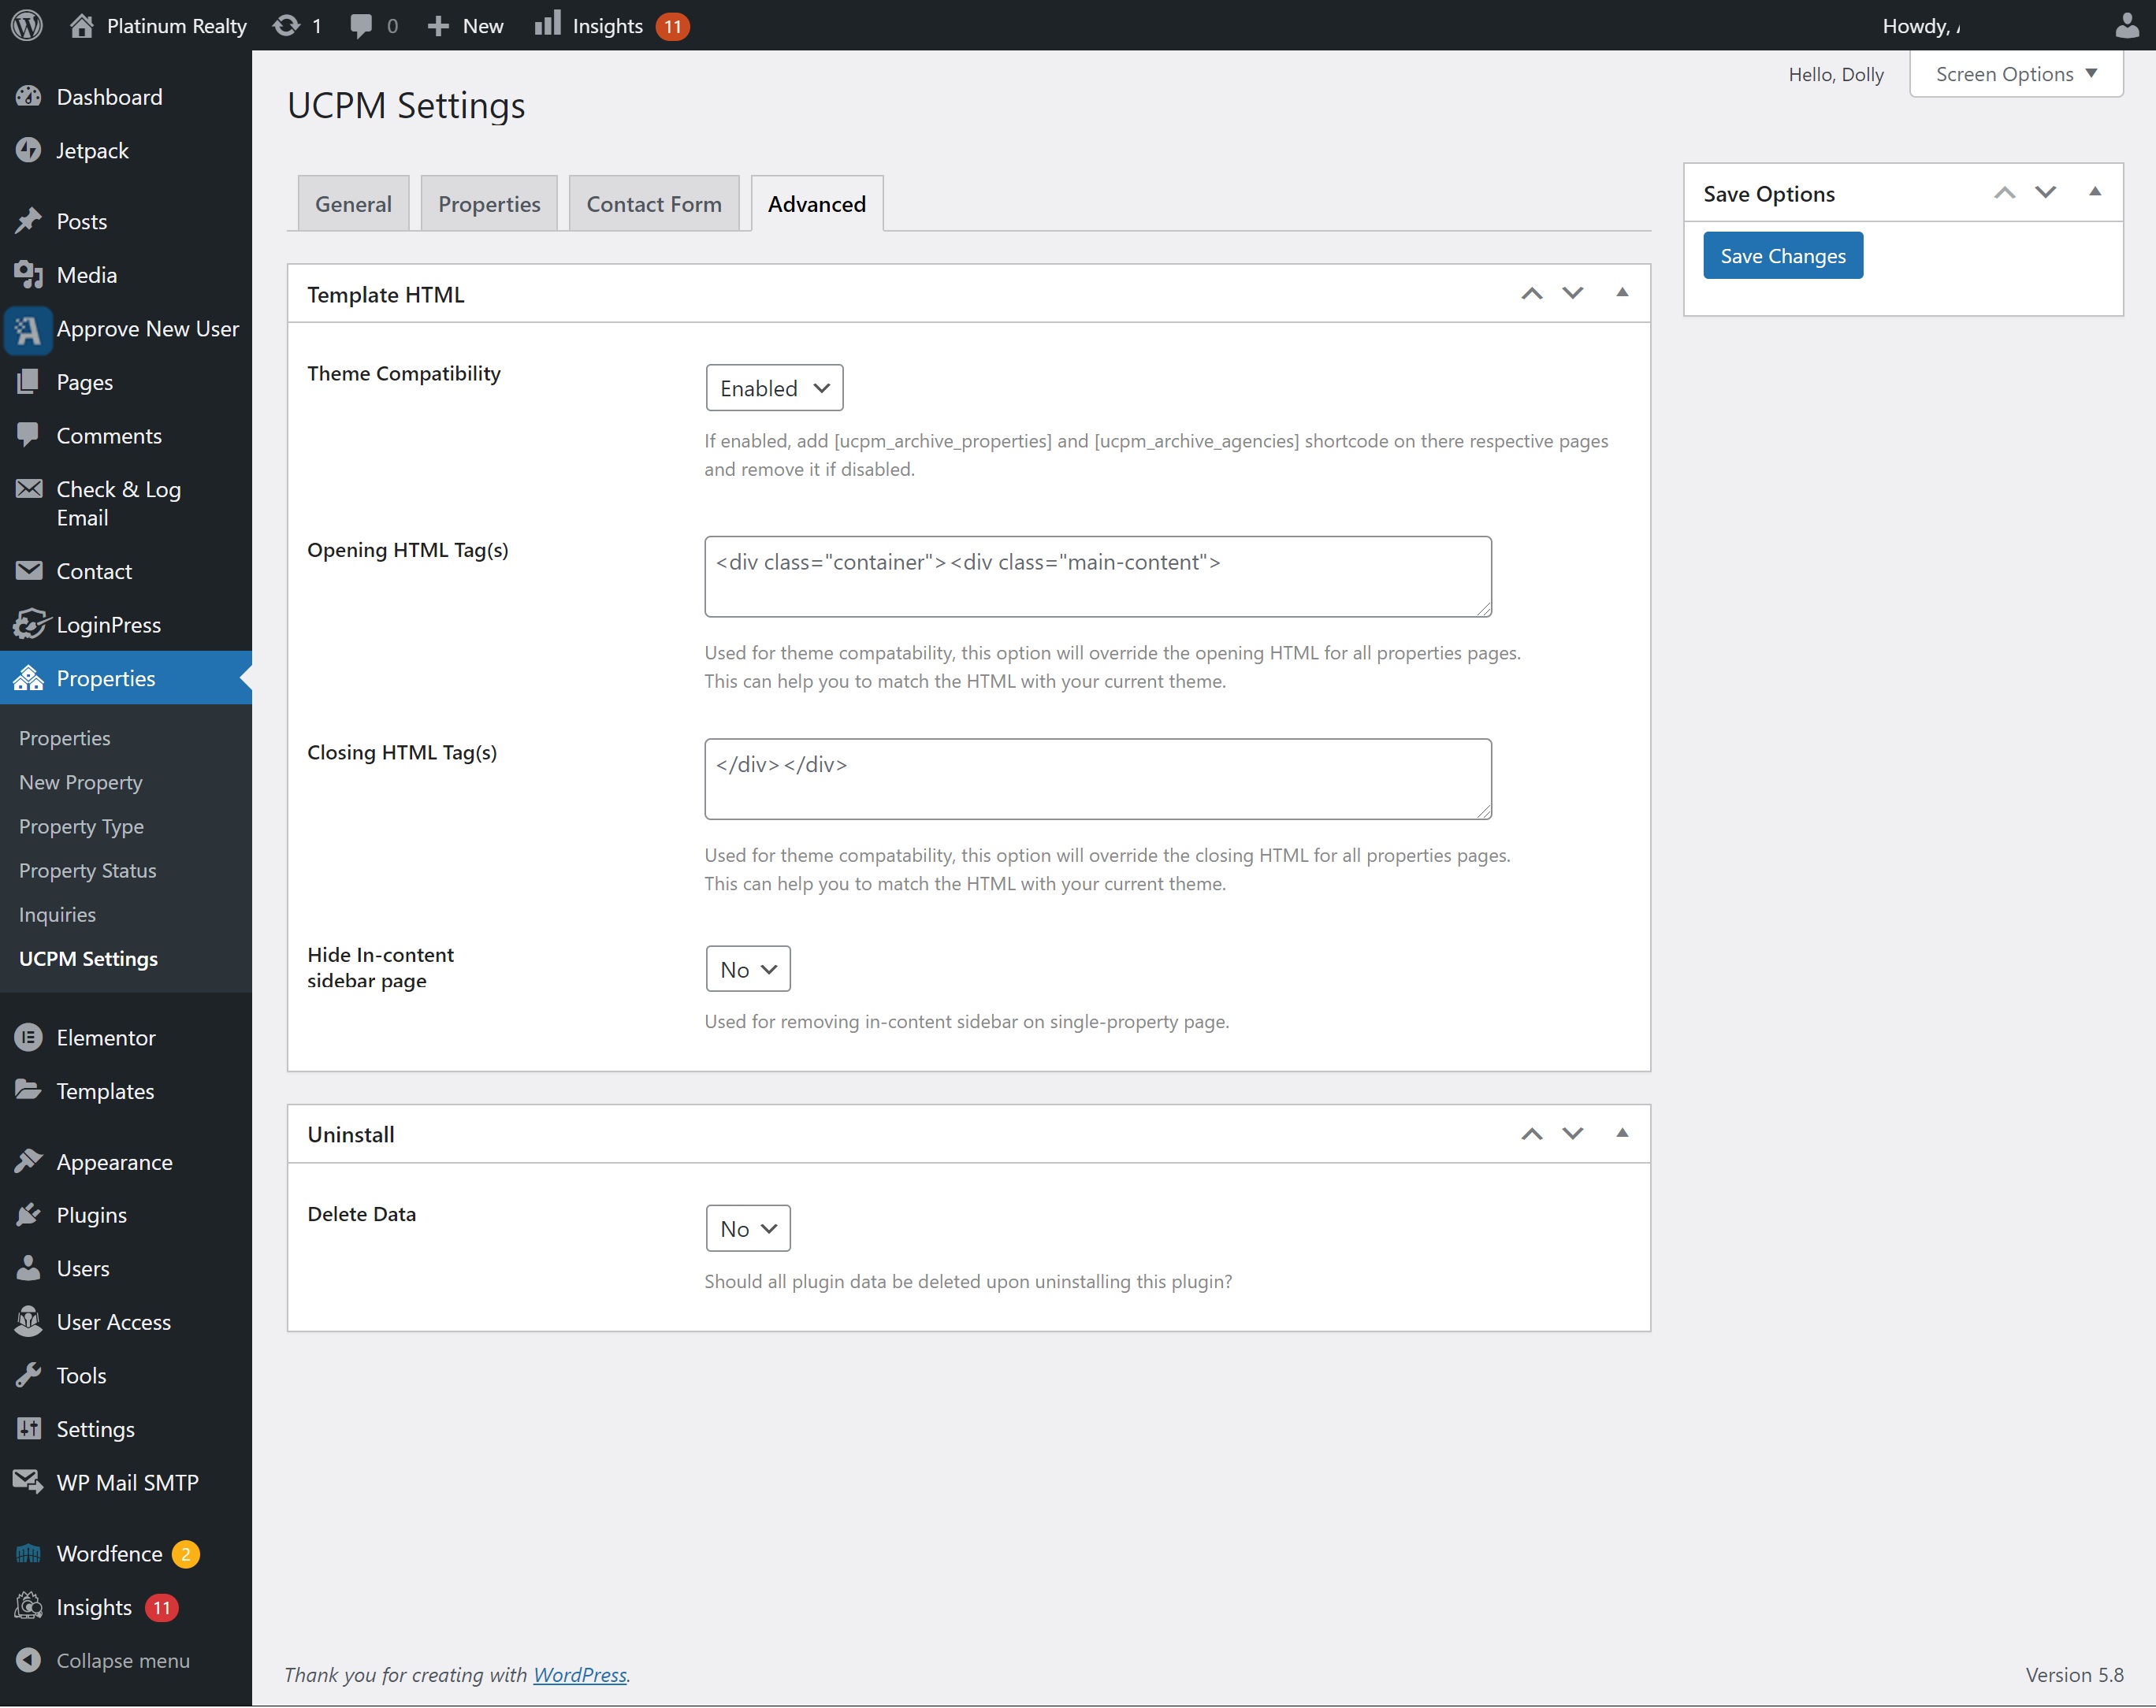 Platinum Realty 1 0 New Insights 11 Howdy,
Dashboard
Jetpack
Posts
Media
Approve New User
Pages
Comments
Check & Log
Email
Contact
LoginPress
Properties
Properties
New Property
Property Type
Property Status
Inquiries
UCPM Settings
Elementor
Templates
Appearance
Plugins
Users
User Access
Tools
Settings
WP Mail SMTP
Wordfence 2
Insights 11
Collapse menu
Hello, Dolly
Screen Options
UCPM Settings
General Properties Contact Form Advanced
Template HTML
Theme Compatibility
Enabled
If enabled, add [ucpm_archive_properties] and [ucpm_archive_agencies] shortcode on there respective pages
and remove it if disabled.
Opening HTML Tag(s)
<div class="container"><div class="main-content">
Used for theme compatability, this option will override the opening HTML for all properties pages.
This can help you to match the HTML with your current theme.
Closing HTML Tag(s)
</div></div>
Used for theme compatability, this option will override the closing HTML for all properties pages.
This can help you to match the HTML with your current theme.
Hide In-content
sidebar page
No
Used for removing in-content sidebar on single-property page.
Uninstall
Delete Data
No
Should all plugin data be deleted upon uninstalling this plugin?
Save Options
Save Changes
Thank you for creating with WordPress.
Version 5.8